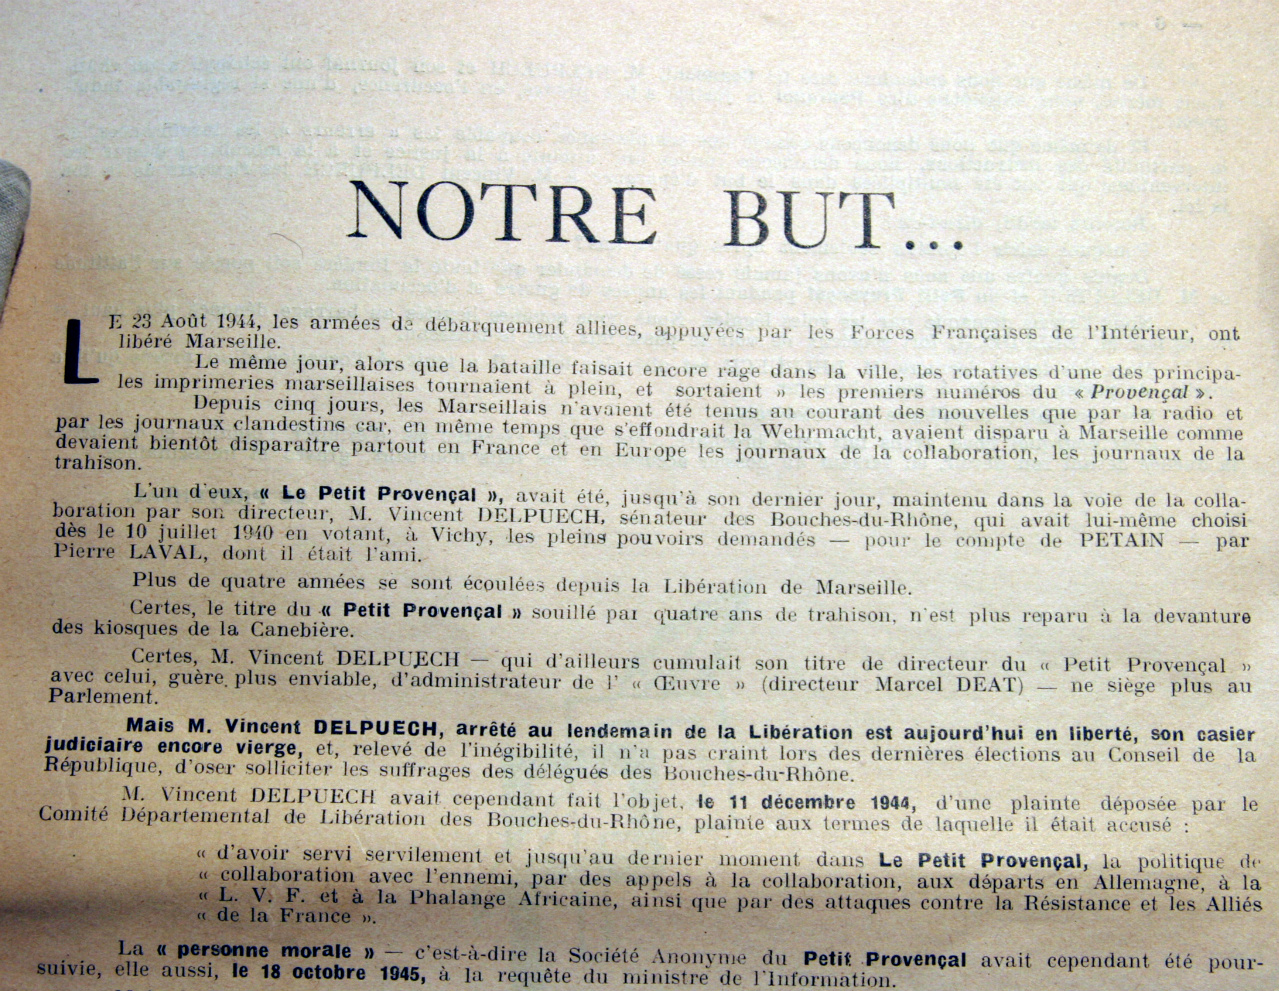 NOTRE BUT...
LE 23 Août 1944, les armées de débarquement alliees, appuyées par les Forces Françaises de l'Intérieur, ont
libéré Marseille.
Le même jour, alors que la bataille faisait encore rage dans la ville, les rotatives d'une des principa-
les imprimeries marseillaises tournaient à plein, et sortaient » les premiers numéros du « Provençal ».
Depuis cinq jours, les Marseillais n'avaient été tenus au courant des nouvelles que par la radio et
par les journaux clandestins car, en même temps que s'effondrait la Wehrmacht, avaient disparu à Marseille comme
devaient bientôt disparaître partout en France et en Europe les journaux de la collaboration, les journaux de la
trahison.
L'un d'eux, « Le Petit Provençal », avait été, jusqu'à son dernier jour, maintenu dans la voie de la colla-
boration par son directeur, M. Vincent DELPUECH, sénateur des Bouches-du-Rhône, qui avait lui-même choisi
dès le 10 juillet 1940 en votant, à Vichy, les pleins pouvoirs demandés — pour le compte de PETAIN — par
Pierre LAVAL, dont il était l'ami.
Plus de quatre années se sont écoulées depuis la Libération de Marseille.
Certes, le titre du « Petit Provençal » souillé par quatre ans de trahison, n'est plus reparu à la devanture
des kiosques de la Canebière.
Certes, M. Vincent DELPUECH — qui d'ailleurs cumulait son titre de directeur du « Petit Provençal »
avec celui, guère plus enviable, d'administrateur de l' « Œuvre » (directeur Marcel DEAT) — ne siège plus au
Parlement.
Mais M. Vincent DELPUECH, arrêté au lendemain de la Libération est aujourd'hui en liberté, son casier
judiciaire encore vierge, et, relevé de l'inégibilité, il n'a pas craint lors des dernières élections au Conseil de la
République, d'oser solliciter les suffrages des délégués des Bouches-du-Rhône.
M. Vincent DELPUECH avait cependant fait l'objet, le 11 décembre 1944, d'une plainte déposée par le
Comité Départemental de Libération des Bouches-du-Rhône, plainte aux termes de laquelle il était accusé :
« d'avoir servi servilement et jusqu'au dernier moment dans Le Petit Provençal, la politique de
« collaboration avec l'ennemi, par des appels à la collaboration, aux départs en Allemagne, à la
« L. V. F. et à la Phalange Africaine, ainsi que par des attaques contre la Résistance et les Alliés
« de la France ».
La « personne morale » — c'est-à-dire la Société Anonyme du Petit Provençal avait cependant été pour-
suivie, elle aussi, le 18 octobre 1945, à la requête du ministre de l'Information.